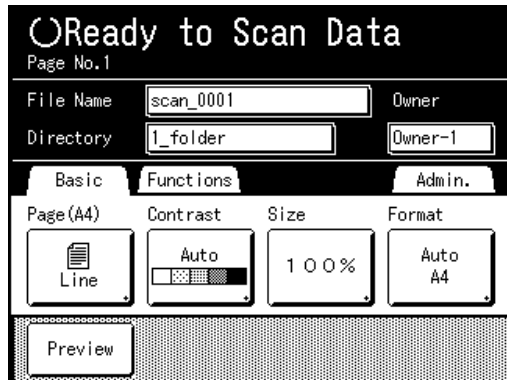 Ready to Scan Data
Page No.1
File Name scan_0001 Owner
Directory 1_folder Owner-1
Basic Functions Admin.
Page(A4) Contrast Size Format
Line Auto 100% Auto A4
Preview